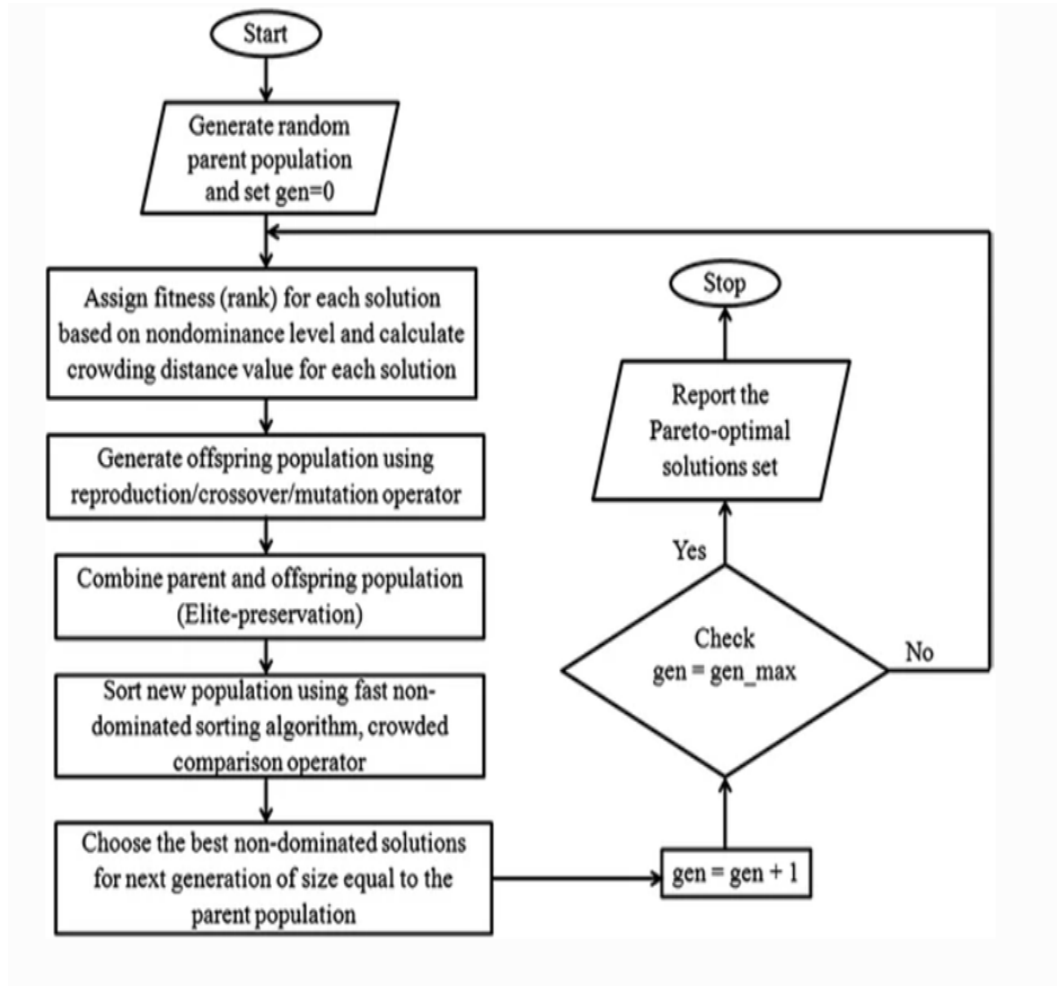 Start
Generate random
parent population
and set gen=0
Assign fitness (rank) for each solution
based on nondominance level and calculate
crowding distance value for each solution
Generate offspring population using
reproduction/crossover/mutation operator
Combine parent and offspring population
(Elite-preservation)
Sort new population using fast non-
dominated sorting algorithm, crowded
comparison operator
Choose the best non-dominated solutions
for next generation of size equal to the
parent population
gen = gen + 1
Check
gen = gen_max
No
Yes
Report the
Pareto-optimal
solutions set
Stop